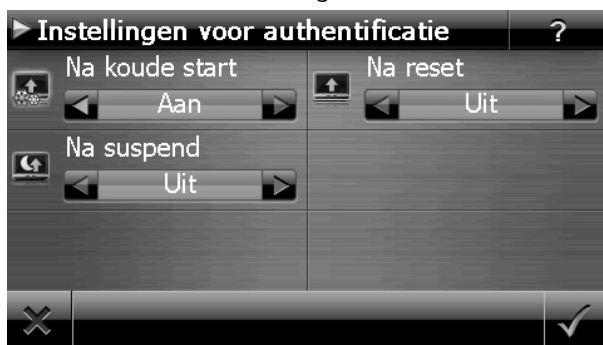 Instellingen voor authentificatie ?
Na koude start
Aan
Na reset
Uit
Na suspend
Uit